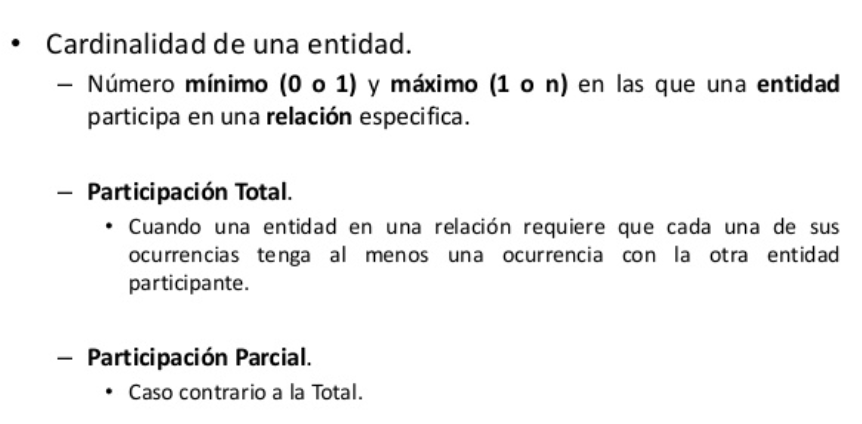 • Cardinalidad de una entidad.
– Número mínimo (0 o 1) y máximo (1 o n) en las que una entidad
participa en una relación especifica.
– Participación Total.
• Cuando una entidad en una relación requiere que cada una de sus
ocurrencias tenga al menos una ocurrencia con la otra entidad
participante.
– Participación Parcial.
• Caso contrario a la Total.